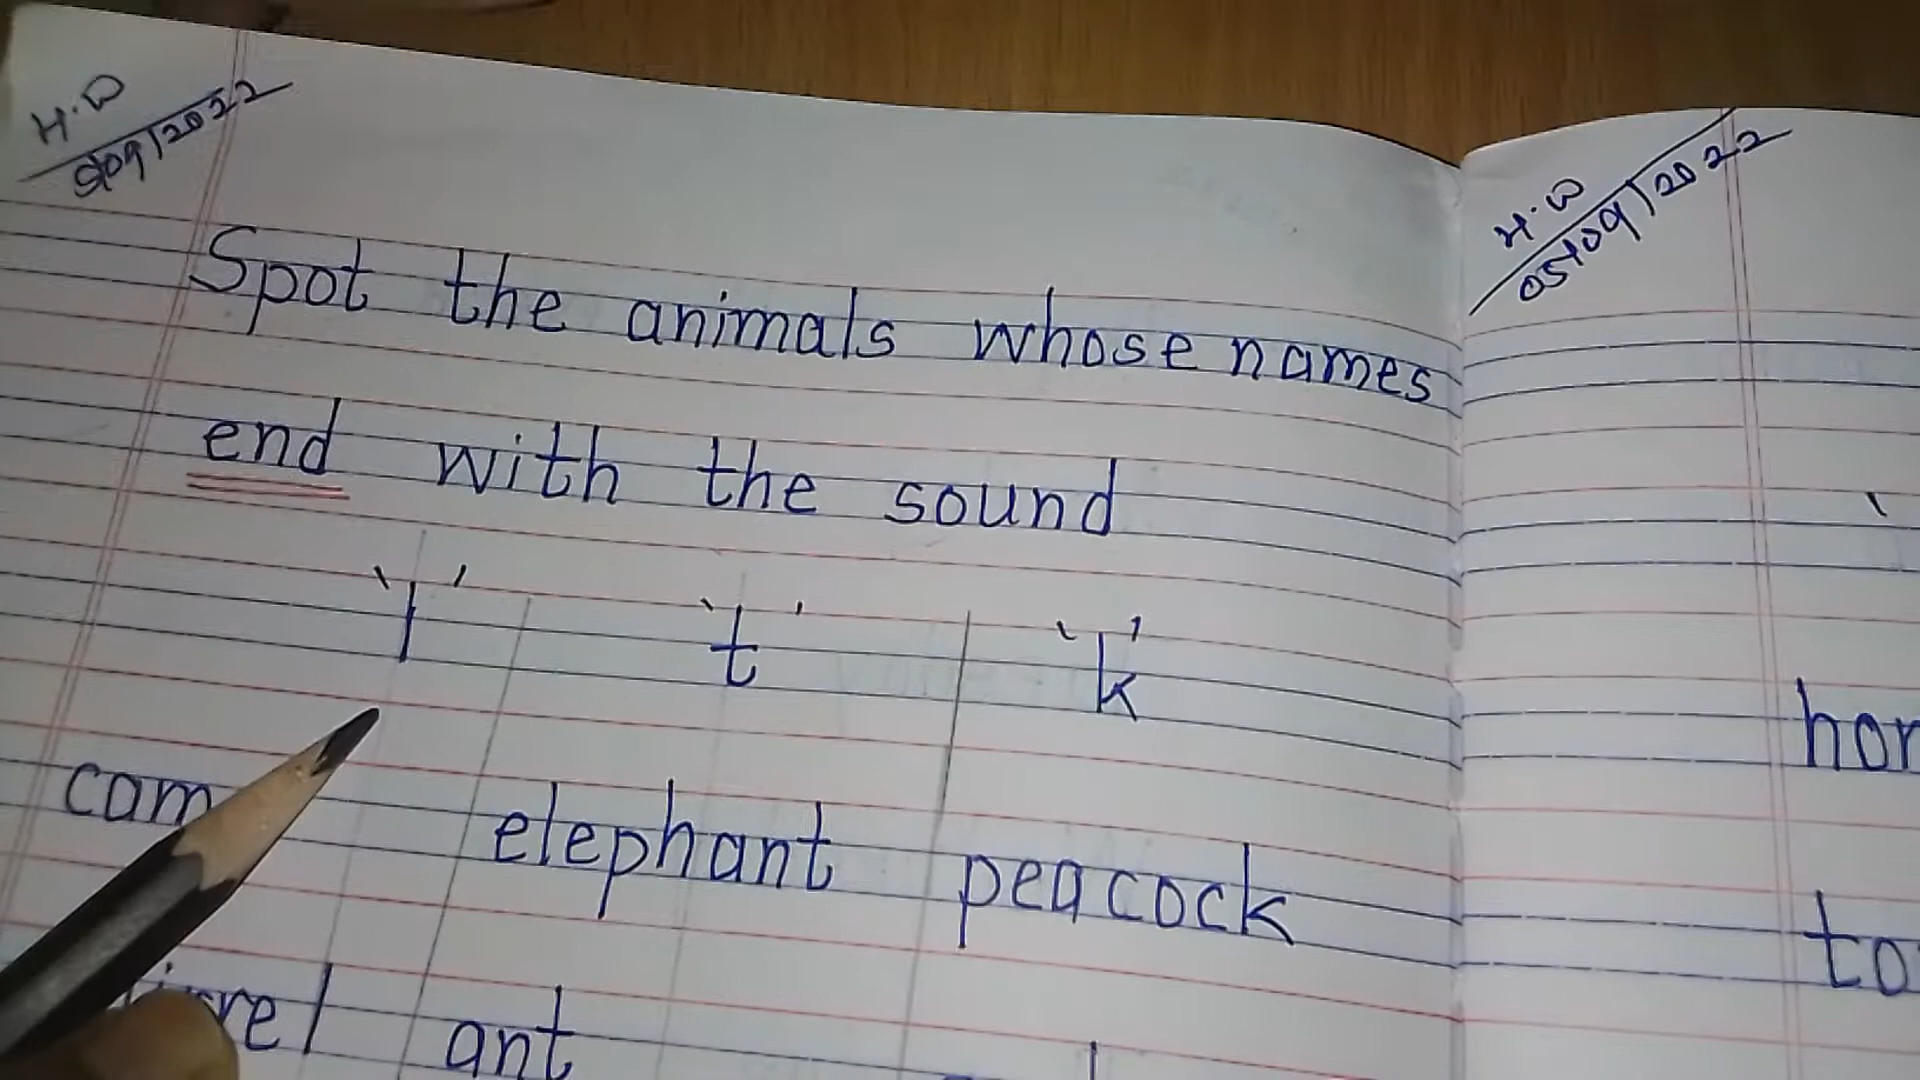 H.W
5/09/2022
Spot the animals whose names
end with the sound
'l' 't' 'k'
elephant peacock
ant
H.W
05/09/2022